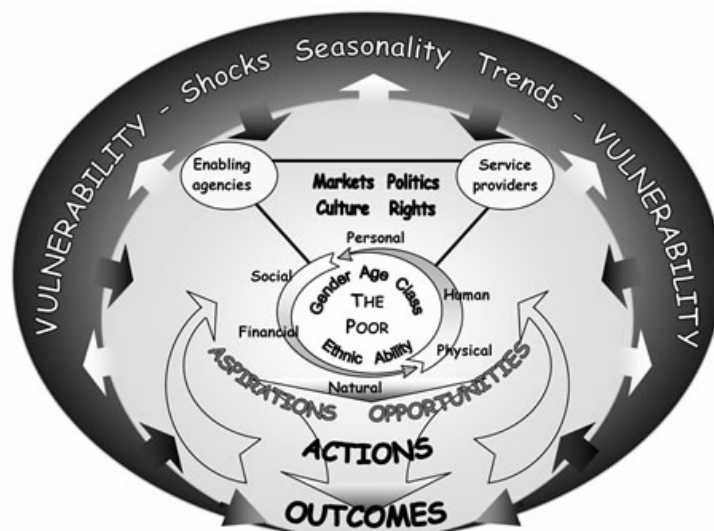 VULNERABILITY - Shocks Seasonality Trends - VULNERABILITY
Enabling
agencies
Service
providers
Markets Politics
Culture Rights
Personal
Social
Human
Financial
Physical
Natural
Gender Age Class
THE
POOR
Ethnic Ability
ASPIRATIONS OPPORTUNITIES
ACTIONS
OUTCOMES